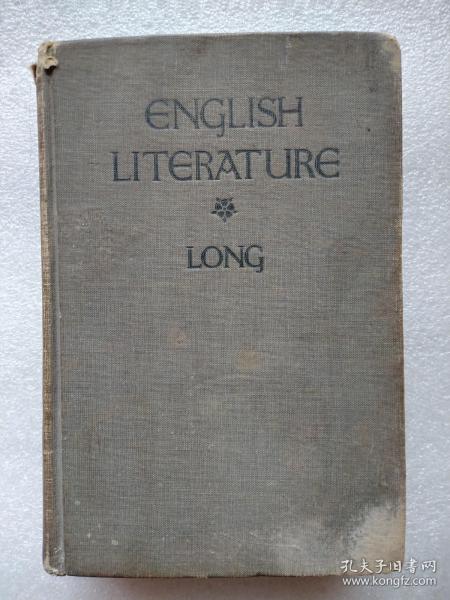 ENGLISH
LITERATURE
LONG
孔夫子旧书网
www.kongfz.com